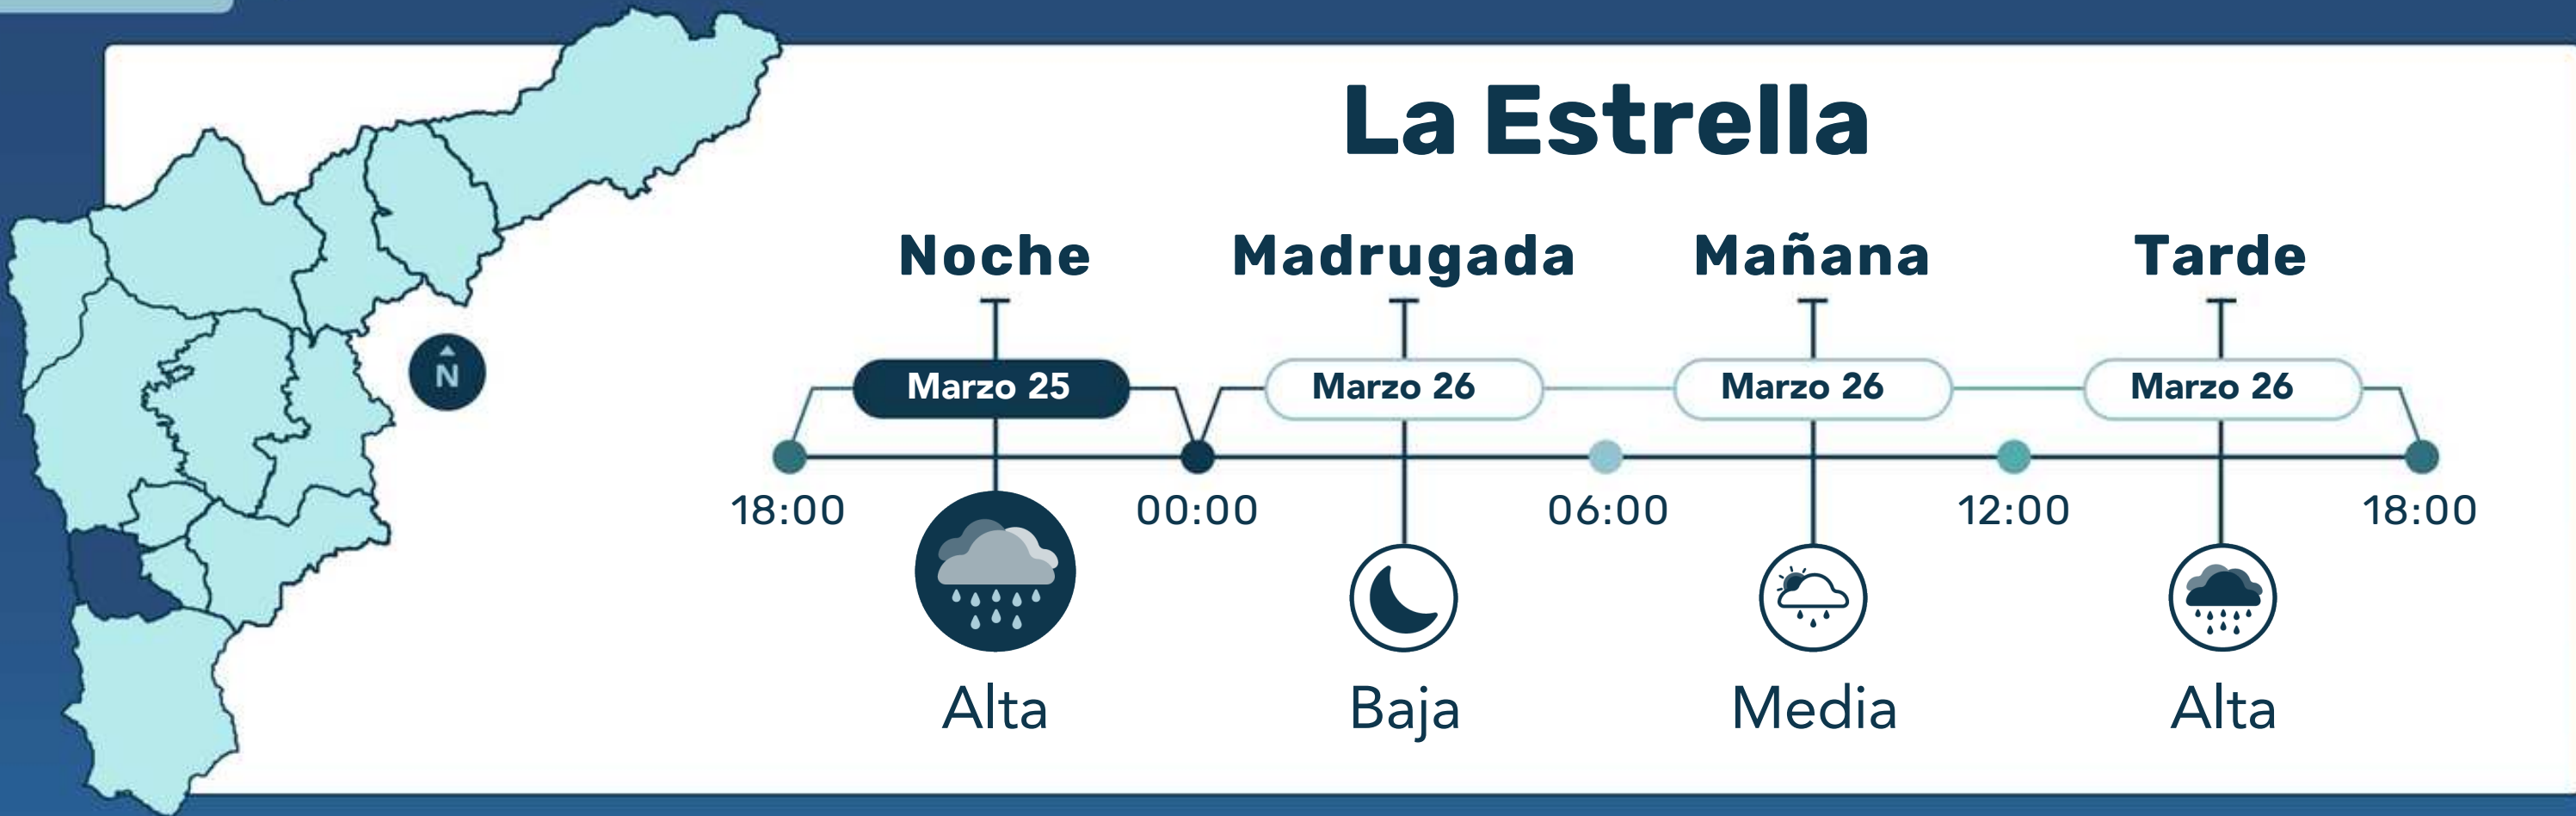 La Estrella
Noche Madrugada Mañana Tarde
Marzo 25 Marzo 26 Marzo 26 Marzo 26
N
18:00 00:00 06:00 12:00 18:00
Alta Baja Media Alta